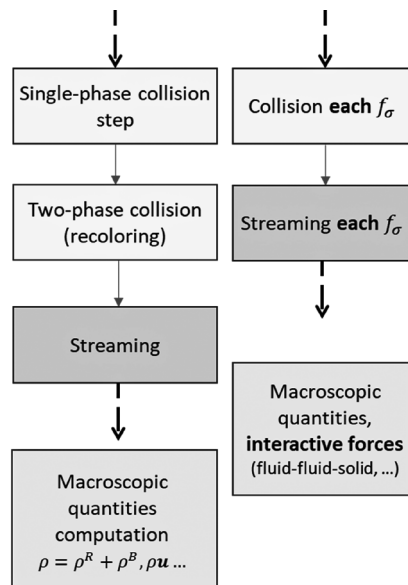 Single-phase collision
step
Two-phase collision
(recoloring)
Streaming
Macroscopic
quantities
computation
ρ = ρ^R + ρ^B, ρ𝒖 ...
Collision each f_σ
Streaming each f_σ
Macroscopic
quantities,
interactive forces
(fluid-fluid-solid, ...)